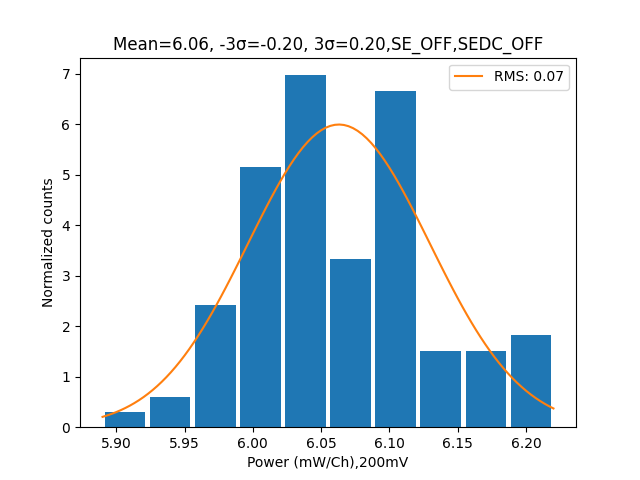 Mean=6.06, -3σ=-0.20, 3σ=0.20,SE_OFF,SEDC_OFF
RMS: 0.07
7
6
5
4
3
2
1
0
Normalized counts
5.90 5.95 6.00 6.05 6.10 6.15 6.20
Power (mW/Ch),200mV